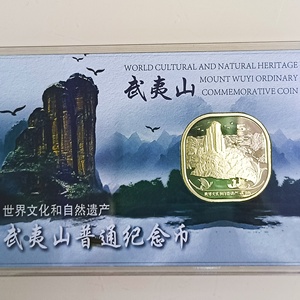 WORLD CULTURAL AND NATURAL HERITAGE
武夷山
MOUNT WUYI ORDINARY
COMMEMORATIVE COIN
世界文化和自然遗产
武夷山普通纪念币